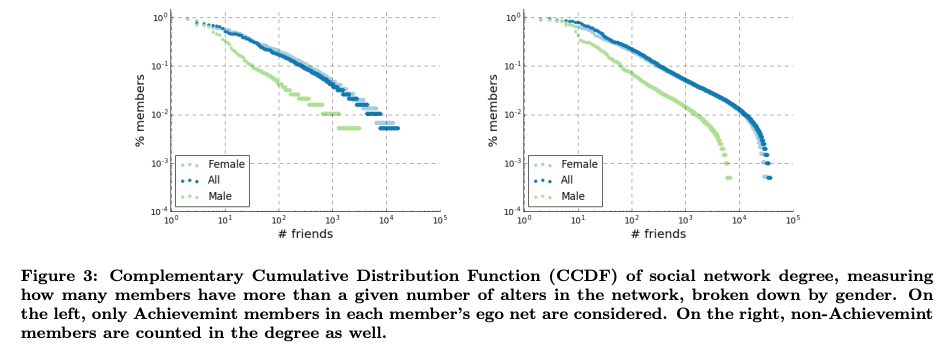 10^0
10^-1
10^-2
10^-3
10^-4
% members
Female
All
Male
10^0 10^1 10^2 10^3 10^4 10^5
# friends
10^0
10^-1
10^-2
10^-3
10^-4
% members
Female
All
Male
10^0 10^1 10^2 10^3 10^4 10^5
# friends
Figure 3: Complementary Cumulative Distribution Function (CCDF) of social network degree, measuring
how many members have more than a given number of alters in the network, broken down by gender. On
the left, only Achievemint members in each member's ego net are considered. On the right, non-Achievemint
members are counted in the degree as well.